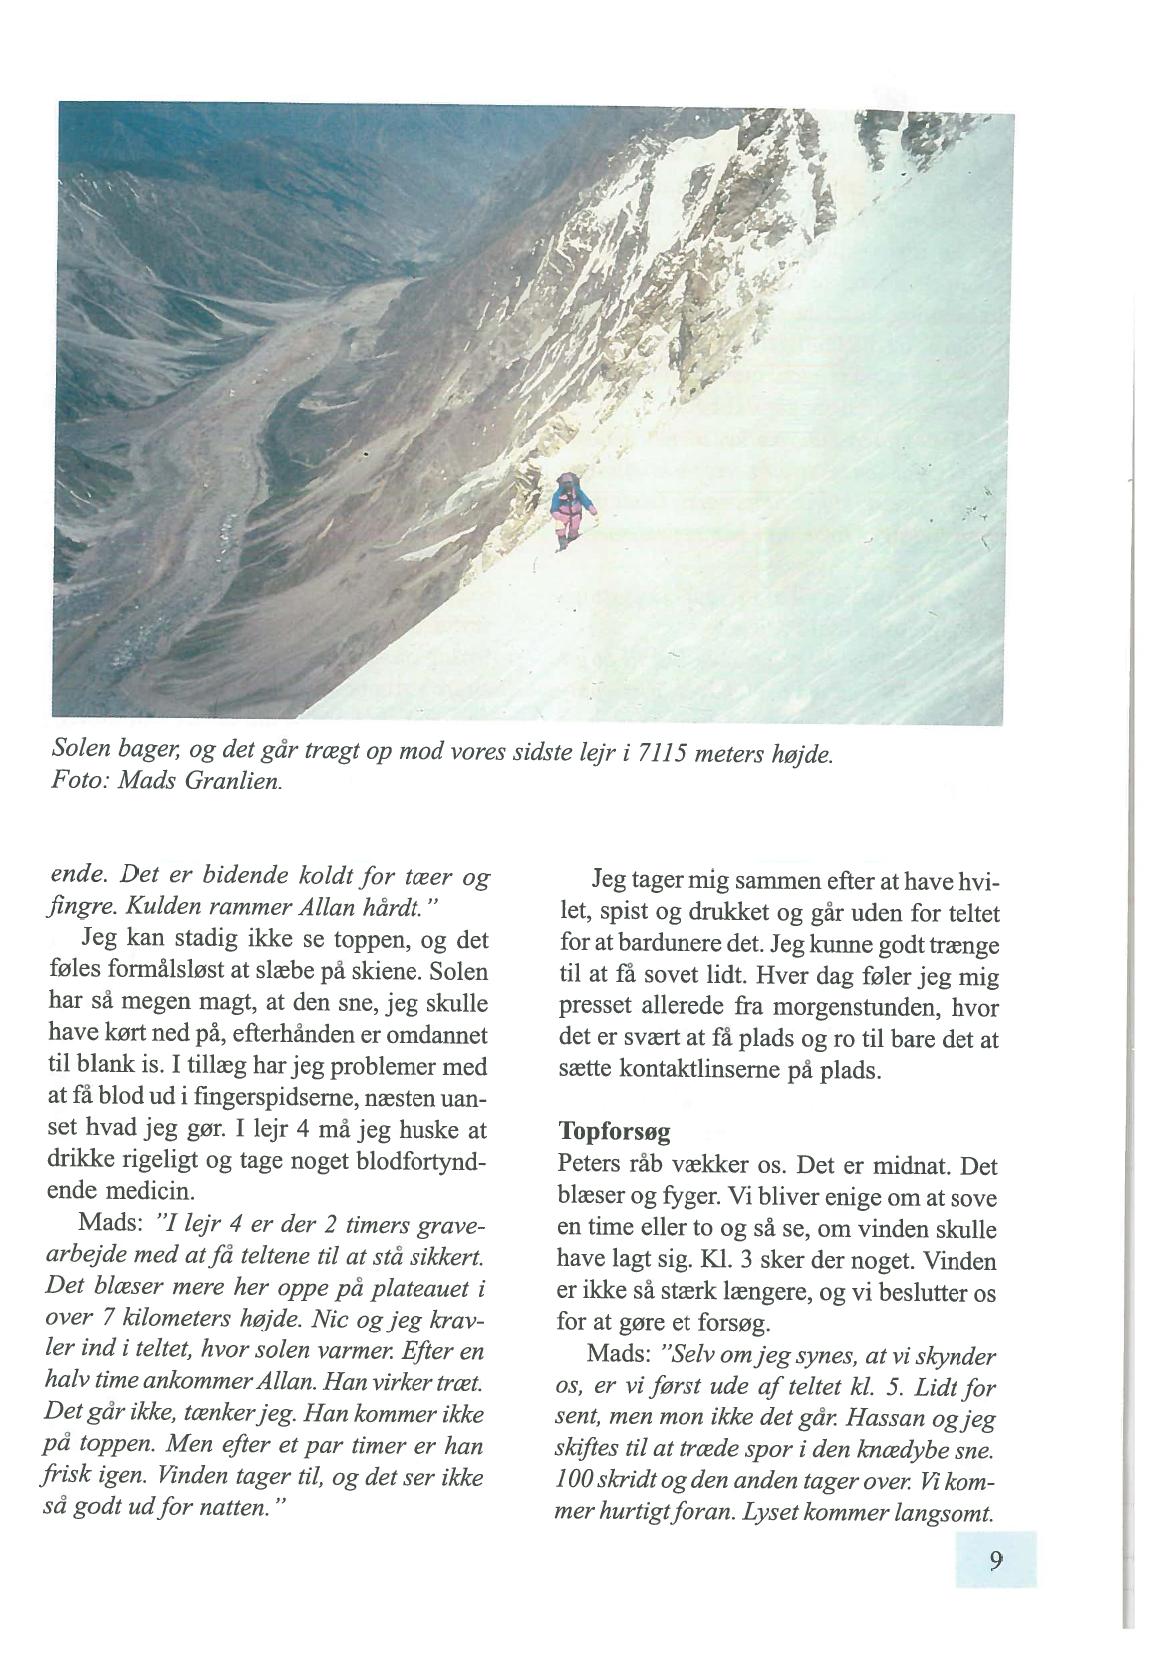 Solen bager, og det går trægt op mod vores sidste lejr i 7115 meters højde.
Foto: Mads Granlien.
ende. Det er bidende koldt for tæer og
fingre. Kulden rammer Allan hårdt.”
Jeg kan stadig ikke se toppen, og det
føles formålsløst at slæbe på skiene. Solen
har så megen magt, at den sne, jeg skulle
have kørt ned på, efterhånden er omdannet
til blank is. I tillæg har jeg problemer med
at få blod ud i fingerspidserne, næsten uan-
set hvad jeg gør. I lejr 4 må jeg huske at
drikke rigeligt og tage noget blodfortynd-
ende medicin.
Mads: ”I lejr 4 er der 2 timers grave-
arbejde med at få teltene til at stå sikkert.
Det blæser mere her oppe på plateauet i
over 7 kilometers højde. Nic og jeg krav-
ler ind i teltet, hvor solen varmer. Efter en
halv time ankommer Allan. Han virker træt.
Det går ikke, tænker jeg. Han kommer ikke
på toppen. Men efter et par timer er han
frisk igen. Vinden tager til, og det ser ikke
så godt ud for natten.”
Jeg tager mig sammen efter at have hvi-
let, spist og drukket og går uden for teltet
for at bardunere det. Jeg kunne godt trænge
til at få sovet lidt. Hver dag føler jeg mig
presset allerede fra morgenstunden, hvor
det er svært at få plads og ro til bare det at
sætte kontaktlinserne på plads.
Topforsøg
Peters råb vækker os. Det er midnat. Det
blæser og fyger. Vi bliver enige om at sove
en time eller to og så se, om vinden skulle
have lagt sig. Kl. 3 sker der noget. Vinden
er ikke så stærk længere, og vi beslutter os
for at gøre et forsøg.
Mads: ”Selv om jeg synes, at vi skynder
os, er vi først ude af teltet kl. 5. Lidt for
sent, men mon ikke det går. Hassan og jeg
skiftes til at træde spor i den knædybe sne.
100 skridt og den anden tager over. Vi kom-
mer hurtigt foran. Lyset kommer langsomt.
9